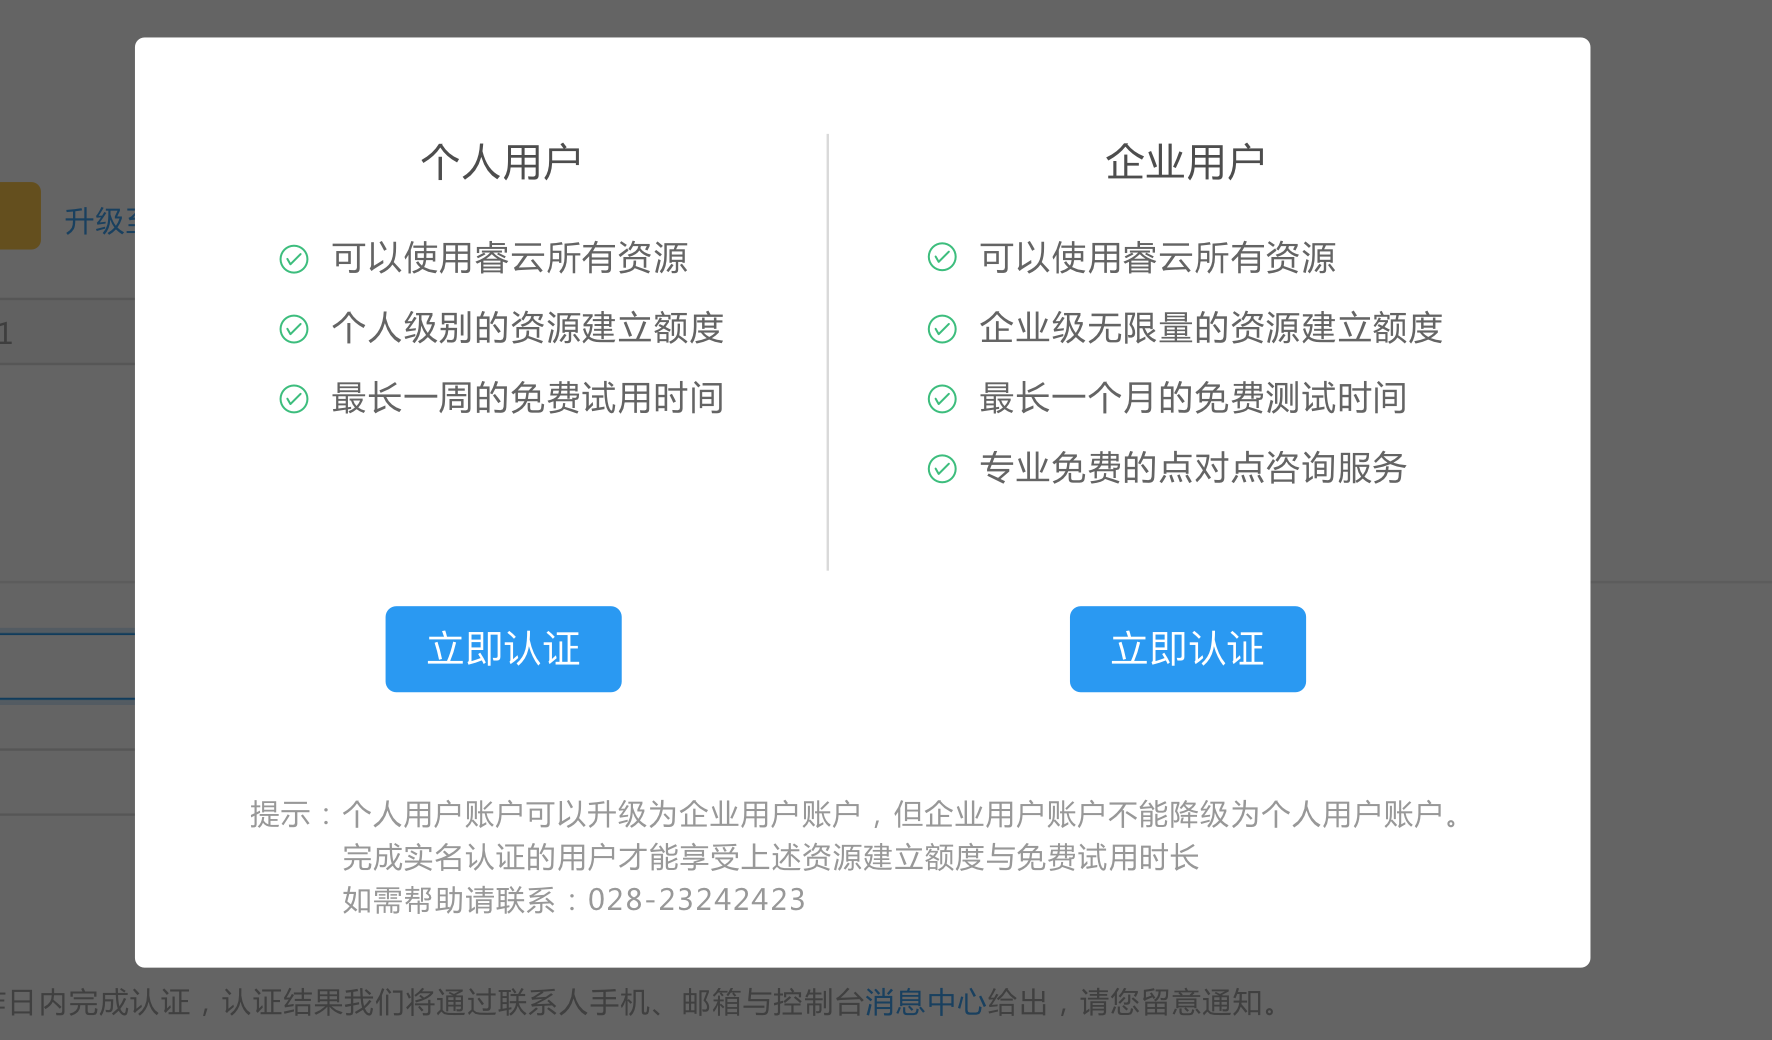 个人用户
可以使用睿云所有资源
个人级别的资源建立额度
最长一周的免费试用时间
立即认证
企业用户
可以使用睿云所有资源
企业级无限量的资源建立额度
最长一个月的免费测试时间
专业免费的点对点咨询服务
立即认证
提示：个人用户账户可以升级为企业用户账户，但企业用户账户不能降级为个人用户账户。
完成实名认证的用户才能享受上述资源建立额度与免费试用时长
如需帮助请联系：028-23242423
升级至
1
日内完成认证，认证结果我们将通过联系人手机、邮箱与控制台消息中心给出，请您留意通知。